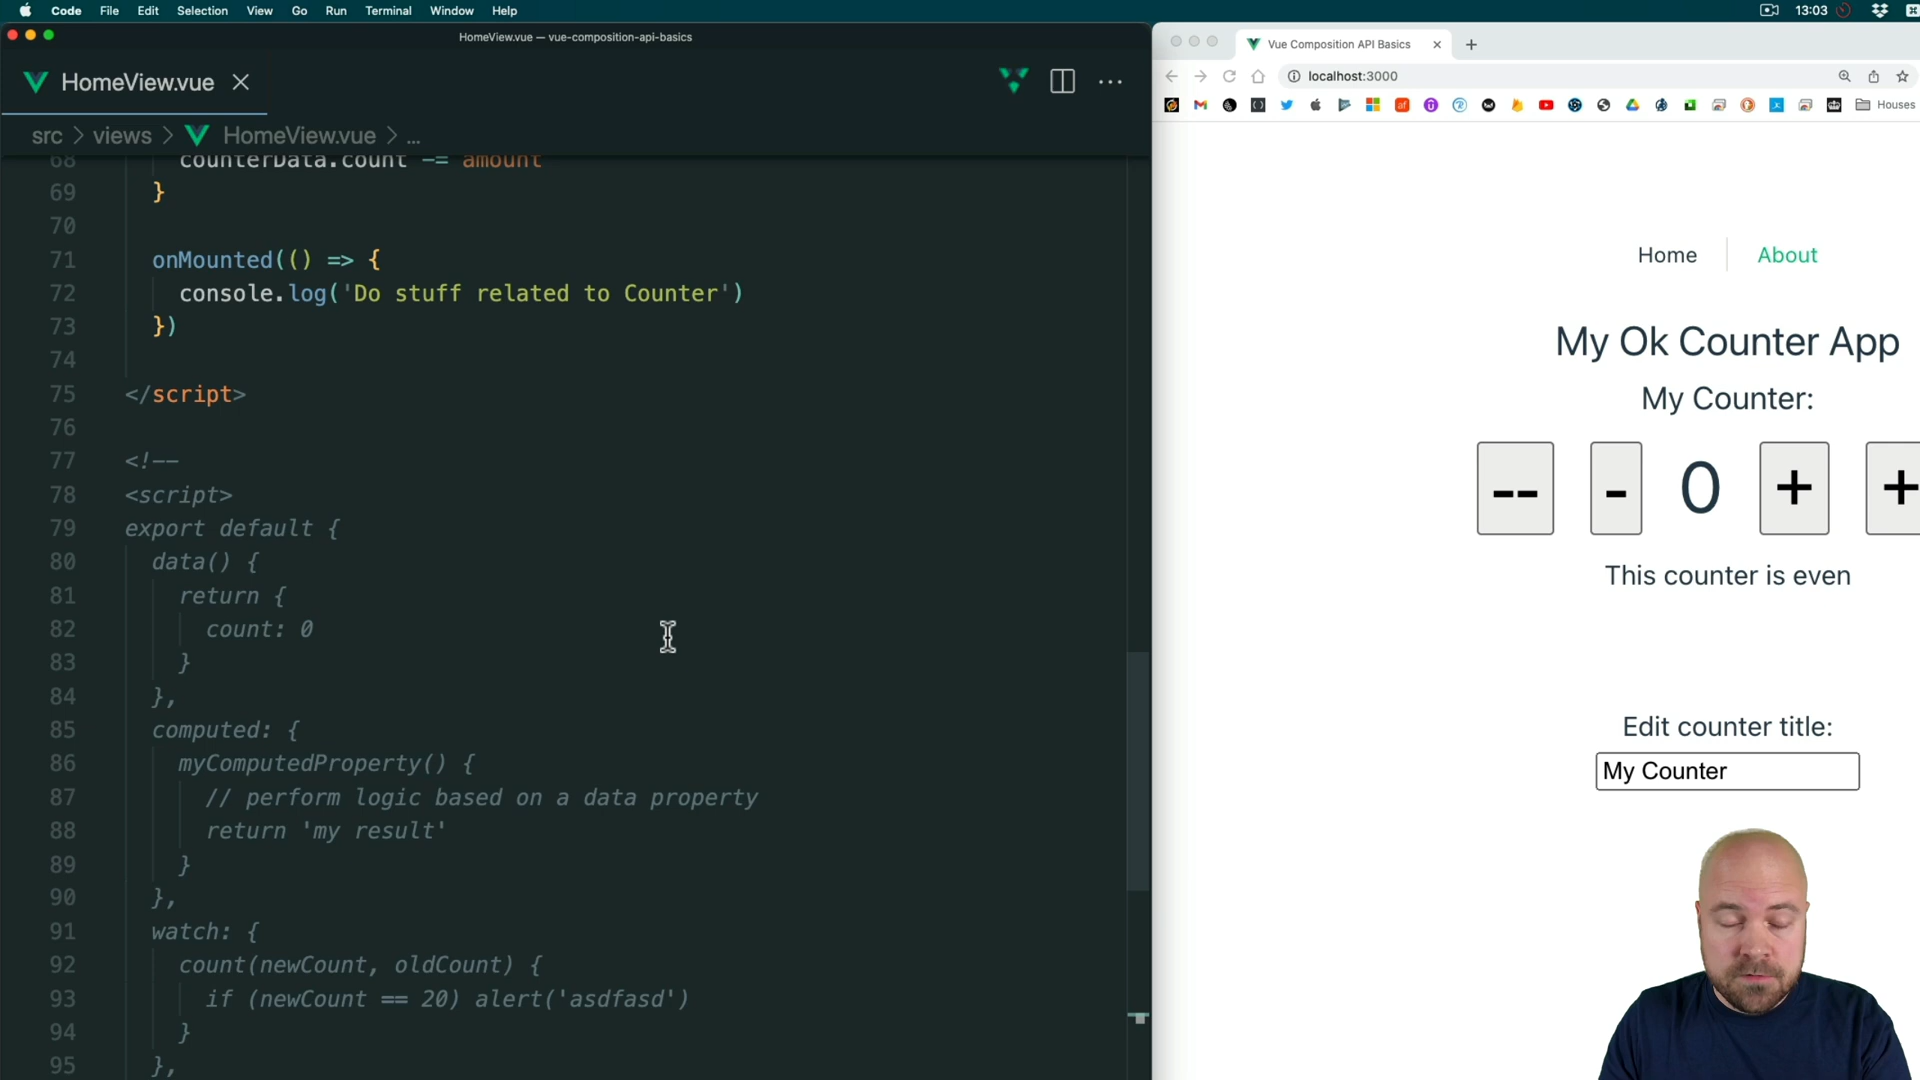 Code File Edit Selection View Go Run Terminal Window Help 13:03
HomeView.vue — vue-composition-api-basics
HomeView.vue
src > views > HomeView.vue > ...
68 counterData.count -= amount
69 }
70
71 onMounted(() => {
72 console.log('Do stuff related to Counter')
73 })
74
75 </script>
76
77 <!--
78 <script>
79 export default {
80 data() {
81 return {
82 count: 0
83 }
84 },
85 computed: {
86 myComputedProperty() {
87 // perform logic based on a data property
88 return 'my result'
89 }
90 },
91 watch: {
92 count(newCount, oldCount) {
93 if (newCount == 20) alert('asdfasd')
94 }
95 },
Vue Composition API Basics
localhost:3000
Houses
Home About
My Ok Counter App
My Counter:
-- - 0 + +
This counter is even
Edit counter title:
My Counter